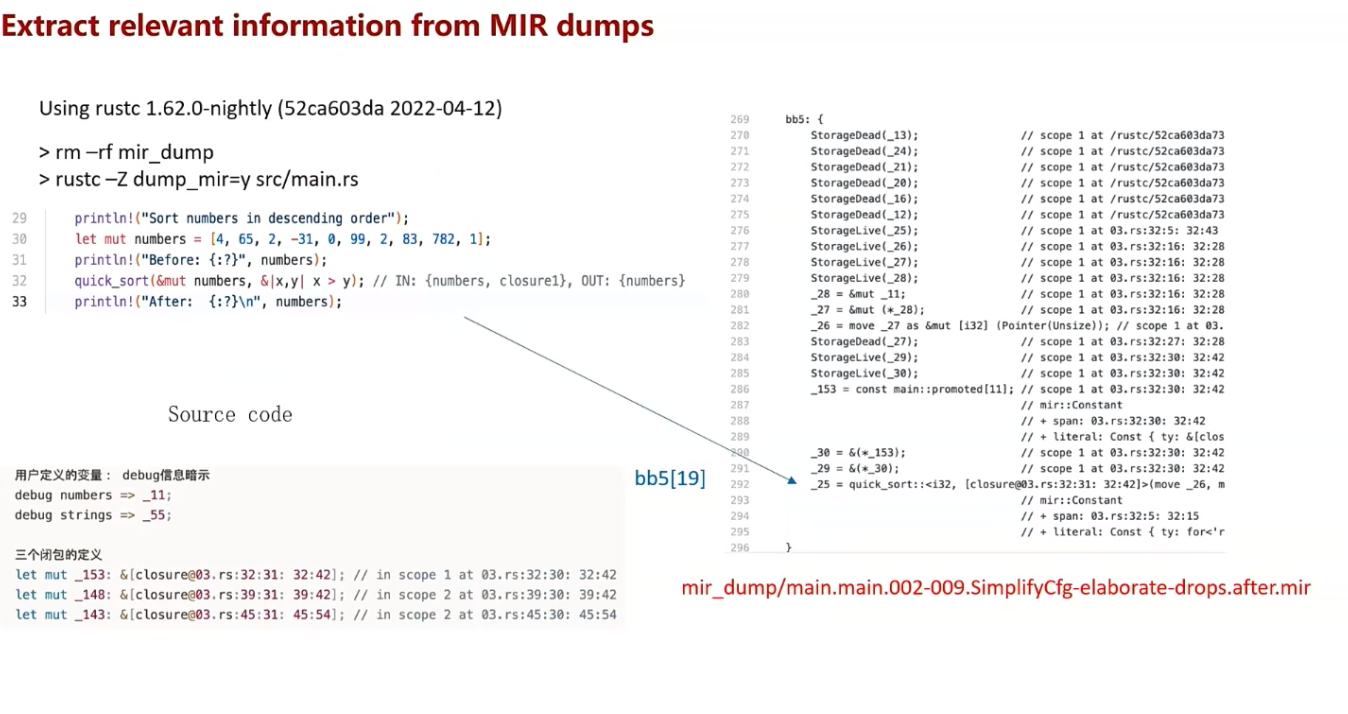 Extract relevant information from MIR dumps
Using rustc 1.62.0-nightly (52ca603da 2022-04-12)
> rm –rf mir_dump
> rustc –Z dump_mir=y src/main.rs
29 println!("Sort numbers in descending order");
30 let mut numbers = [4, 65, 2, -31, 0, 99, 2, 83, 782, 1];
31 println!("Before: {:?}", numbers);
32 quick_sort(&mut numbers, &|x,y| x > y); // IN: {numbers, closure1}, OUT: {numbers}
33 println!("After:  {:?}\n", numbers);
Source code
用户定义的变量： debug信息暗示
debug numbers => _11;
debug strings => _55;
三个闭包的定义
let mut _153: &[closure@03.rs:32:31: 32:42]; // in scope 1 at 03.rs:32:30: 32:42
let mut _148: &[closure@03.rs:39:31: 39:42]; // in scope 2 at 03.rs:39:30: 39:42
let mut _143: &[closure@03.rs:45:31: 45:54]; // in scope 2 at 03.rs:45:30: 45:54
bb5[19]
269 bb5: {
270 StorageDead(_13); // scope 1 at /rustc/52ca603da73
271 StorageDead(_24); // scope 1 at /rustc/52ca603da73
272 StorageDead(_21); // scope 1 at /rustc/52ca603da73
273 StorageDead(_20); // scope 1 at /rustc/52ca603da73
274 StorageDead(_16); // scope 1 at /rustc/52ca603da73
275 StorageDead(_12); // scope 1 at /rustc/52ca603da73
276 StorageLive(_25); // scope 1 at 03.rs:32:5: 32:43
277 StorageLive(_26); // scope 1 at 03.rs:32:16: 32:28
278 StorageLive(_27); // scope 1 at 03.rs:32:16: 32:28
279 StorageLive(_28); // scope 1 at 03.rs:32:16: 32:28
280 _28 = &mut _11; // scope 1 at 03.rs:32:16: 32:28
281 _27 = &mut (*_28); // scope 1 at 03.rs:32:16: 32:28
282 _26 = move _27 as &mut [i32] (Pointer(Unsize)); // scope 1 at 03.
283 StorageDead(_27); // scope 1 at 03.rs:32:27: 32:28
284 StorageLive(_29); // scope 1 at 03.rs:32:30: 32:42
285 StorageLive(_30); // scope 1 at 03.rs:32:30: 32:42
286 _153 = const main::promoted[11]; // scope 1 at 03.rs:32:30: 32:42
287 // mir::Constant
288 // + span: 03.rs:32:30: 32:42
289 // + literal: Const { ty: &[clos
290 _30 = &(*_153); // scope 1 at 03.rs:32:30: 32:42
291 _29 = &(*_30); // scope 1 at 03.rs:32:30: 32:42
292 _25 = quick_sort::<i32, [closure@03.rs:32:31: 32:42]>(move _26, m
293 // mir::Constant
294 // + span: 03.rs:32:5: 32:15
295 // + literal: Const { ty: for<'r
296 }
mir_dump/main.main.002-009.SimplifyCfg-elaborate-drops.after.mir